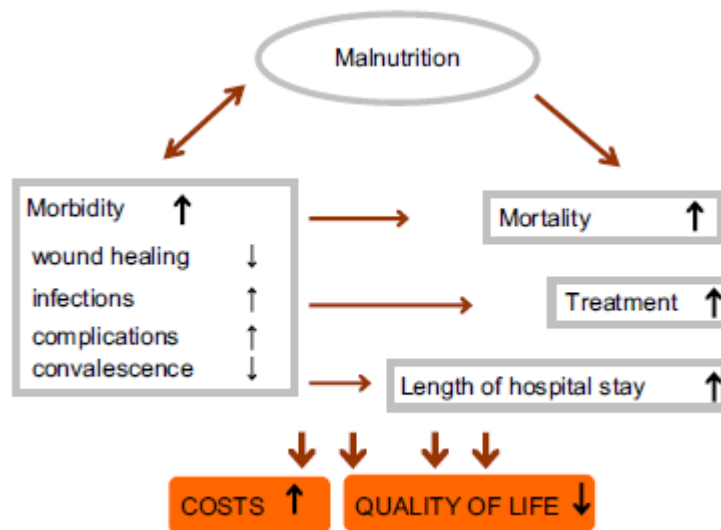 Malnutrition
Morbidity ↑
wound healing ↓
infections ↑
complications ↑
convalescence ↓
Mortality ↑
Treatment ↑
Length of hospital stay ↑
COSTS ↑
QUALITY OF LIFE ↓